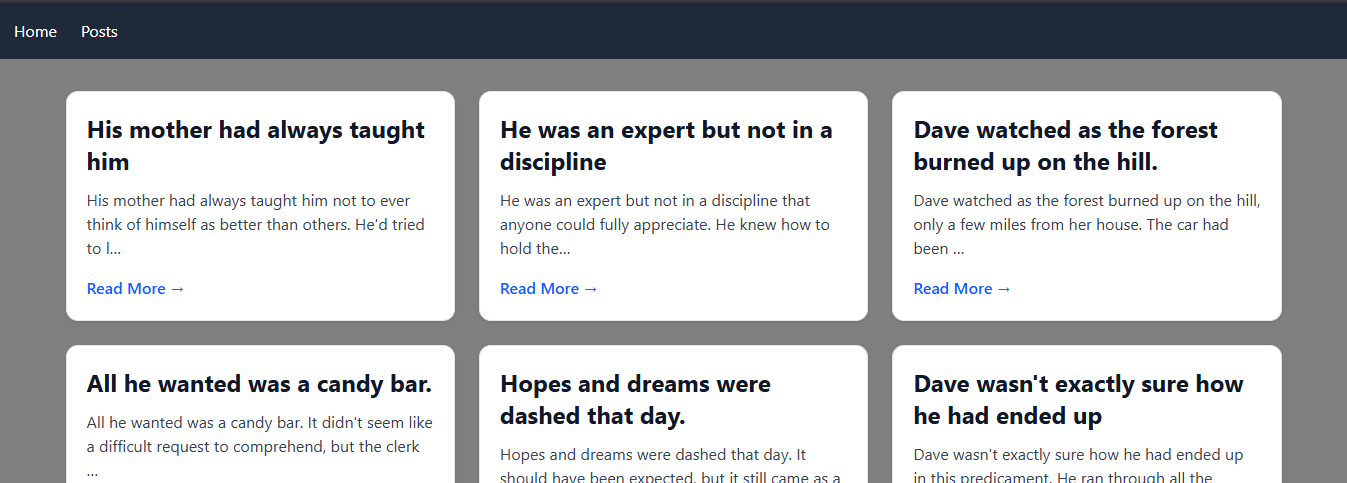 Home Posts
His mother had always taught
him
His mother had always taught him not to ever
think of himself as better than others. He'd tried
to l...
Read More →
He was an expert but not in a
discipline
He was an expert but not in a discipline that
anyone could fully appreciate. He knew how to
hold the...
Read More →
Dave watched as the forest
burned up on the hill.
Dave watched as the forest burned up on the hill,
only a few miles from her house. The car had
been ...
Read More →
All he wanted was a candy bar.
All he wanted was a candy bar. It didn't seem like
a difficult request to comprehend, but the clerk
...
Hopes and dreams were
dashed that day.
Hopes and dreams were dashed that day. It
should have been expected, but it still came as a
Dave wasn't exactly sure how
he had ended up
Dave wasn't exactly sure how he had ended up
in this predicament. He ran through all the